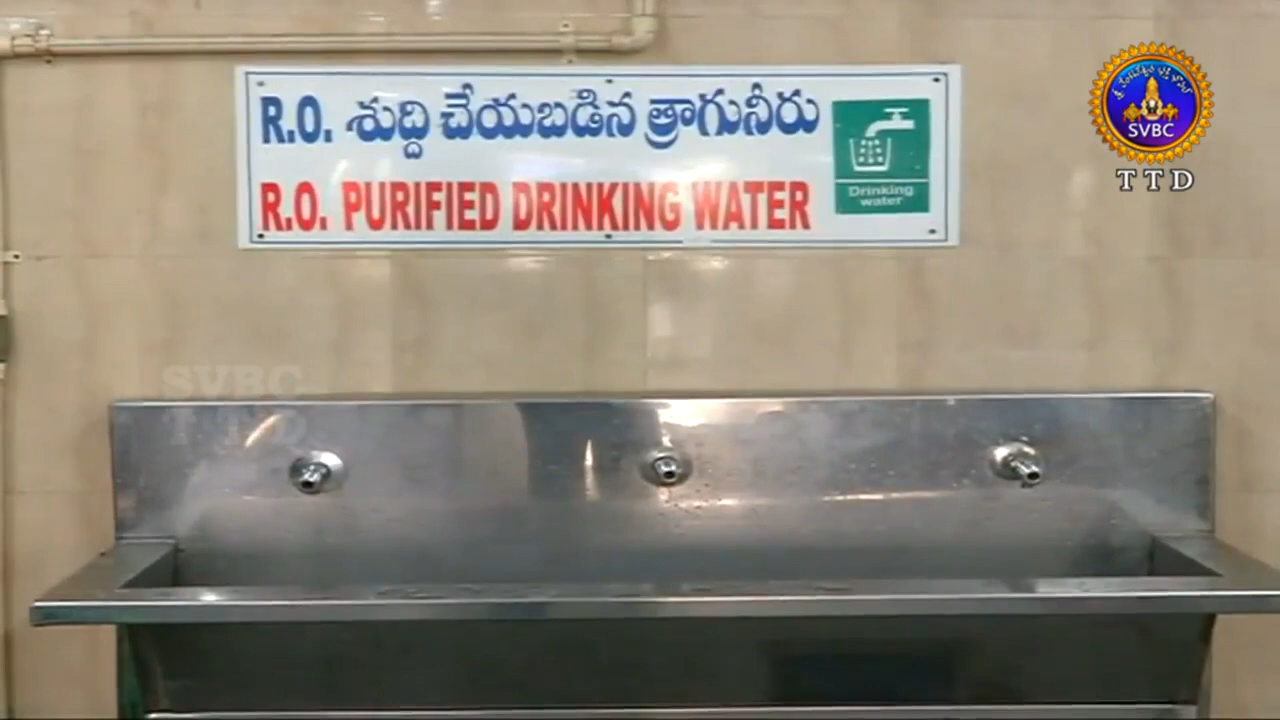 R.O. శుద్ది చేయబడిన త్రాగునీరు
R.O. PURIFIED DRINKING WATER
Drinking
water
SVBC
TTD
SVBC
TTD